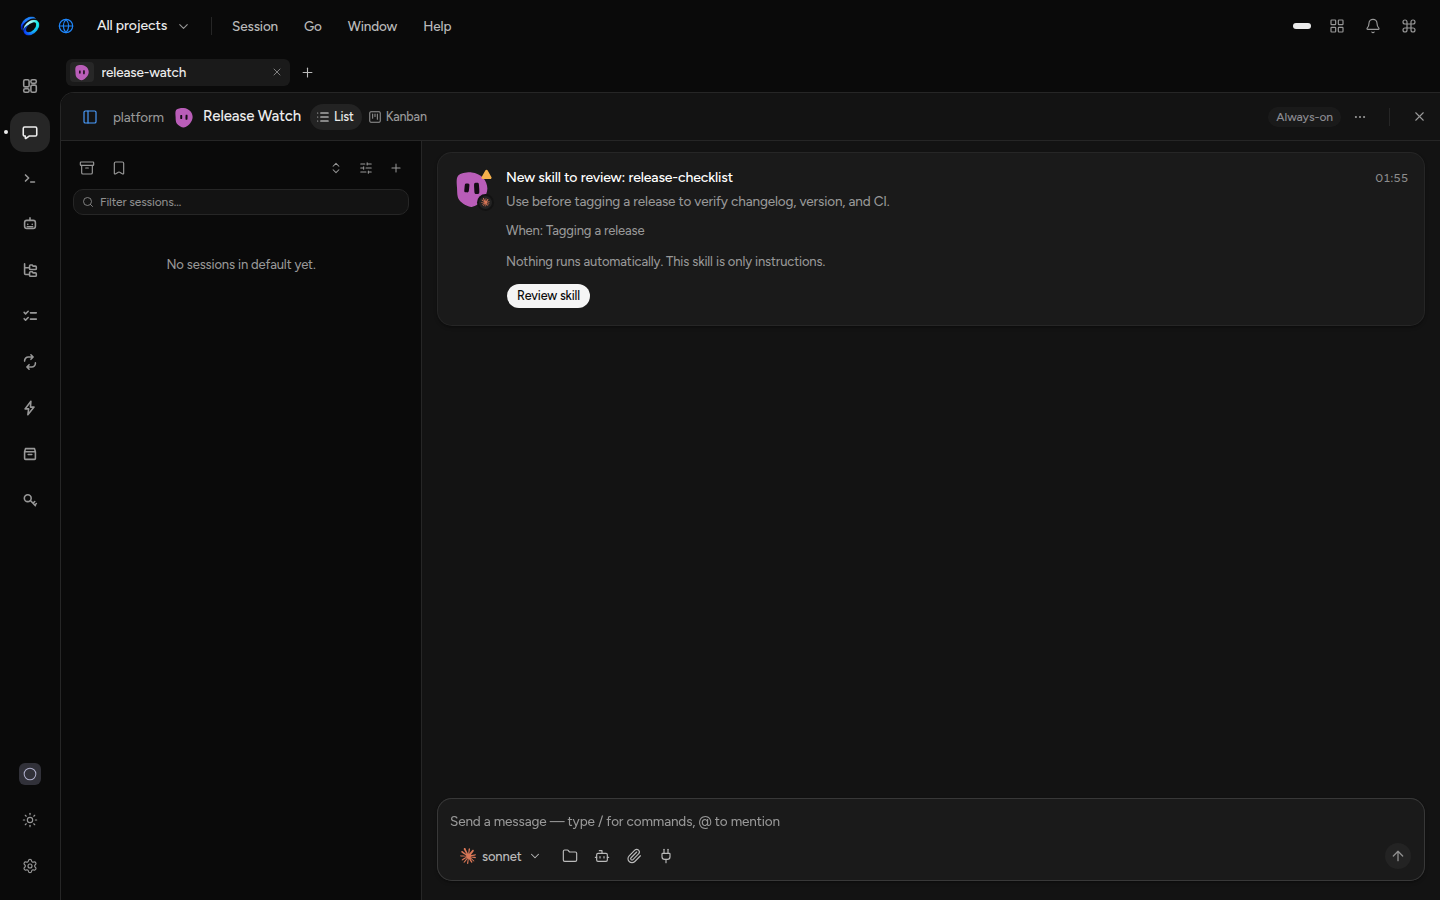 All projects
Session
Go
Window
Help
release-watch
platform
Release Watch
List
Kanban
Always-on
Filter sessions...
No sessions in default yet.
New skill to review: release-checklist
01:55
Use before tagging a release to verify changelog, version, and CI.
When: Tagging a release
Nothing runs automatically. This skill is only instructions.
Review skill
Send a message — type / for commands, @ to mention
sonnet